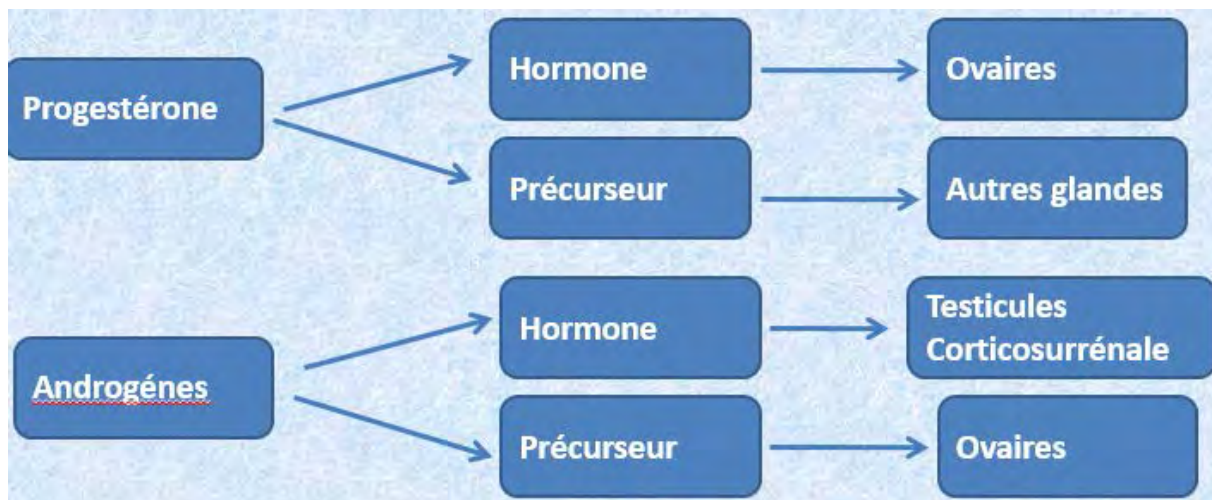 Progestérone
Hormone
Ovaires
Précurseur
Autres glandes
Androgénes
Hormone
Testicules
Corticosurrénale
Précurseur
Ovaires